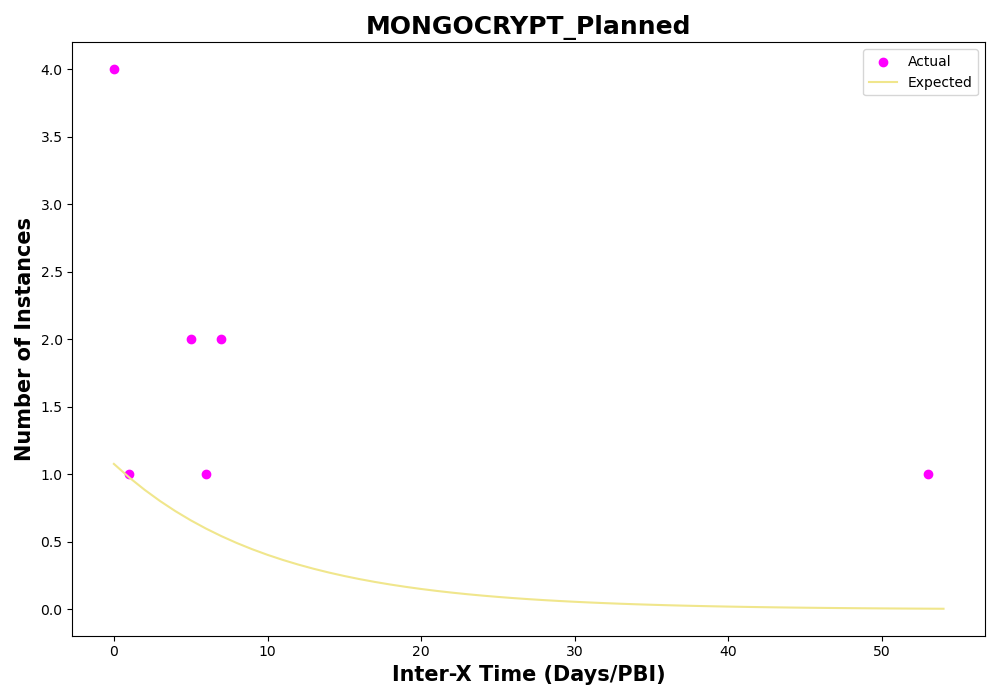 MONGOCRYPT_Planned
Actual
Expected
4.0
3.5
3.0
2.5
2.0
1.5
1.0
0.5
0.0
Number of Instances
0 10 20 30 40 50
Inter-X Time (Days/PBI)